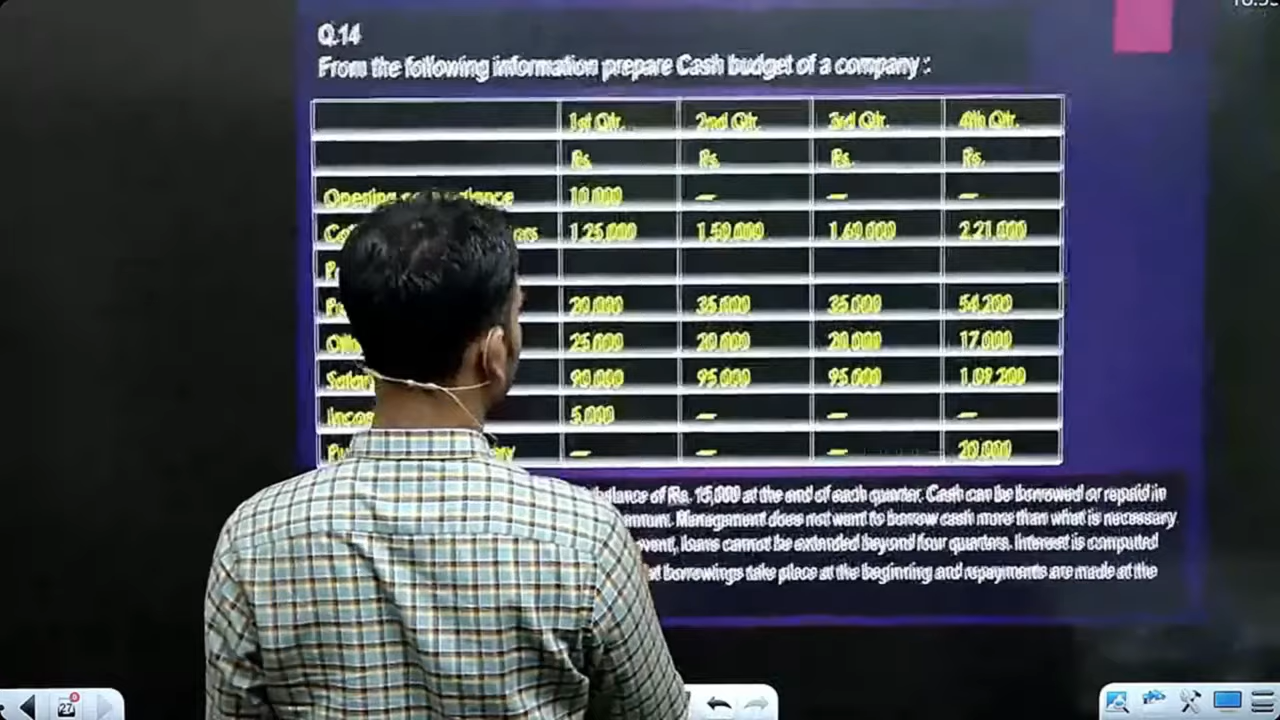 Q.14
From the following information prepare Cash budget of a company :
1st Qtr. 2nd Qtr. 3rd Qtr. 4th Qtr.
Rs. Rs. Rs. Rs.
Opening 10,000 — — —
1,25,000 1,50,000 1,60,000 2,21,000
20,000 35,000 35,000 54,200
25,000 20,000 20,000 17,000
90,000 95,000 95,000 1,09,200
5,000 — — —
— — — 20,000
balance of Rs. 15,000 at the end of each quarter. Cash can be borrowed or repaid in
annum. Management does not want to borrow cash more than what is necessary
event, loans cannot be extended beyond four quarters. Interest is computed
borrowings take place at the beginning and repayments are made at the
27